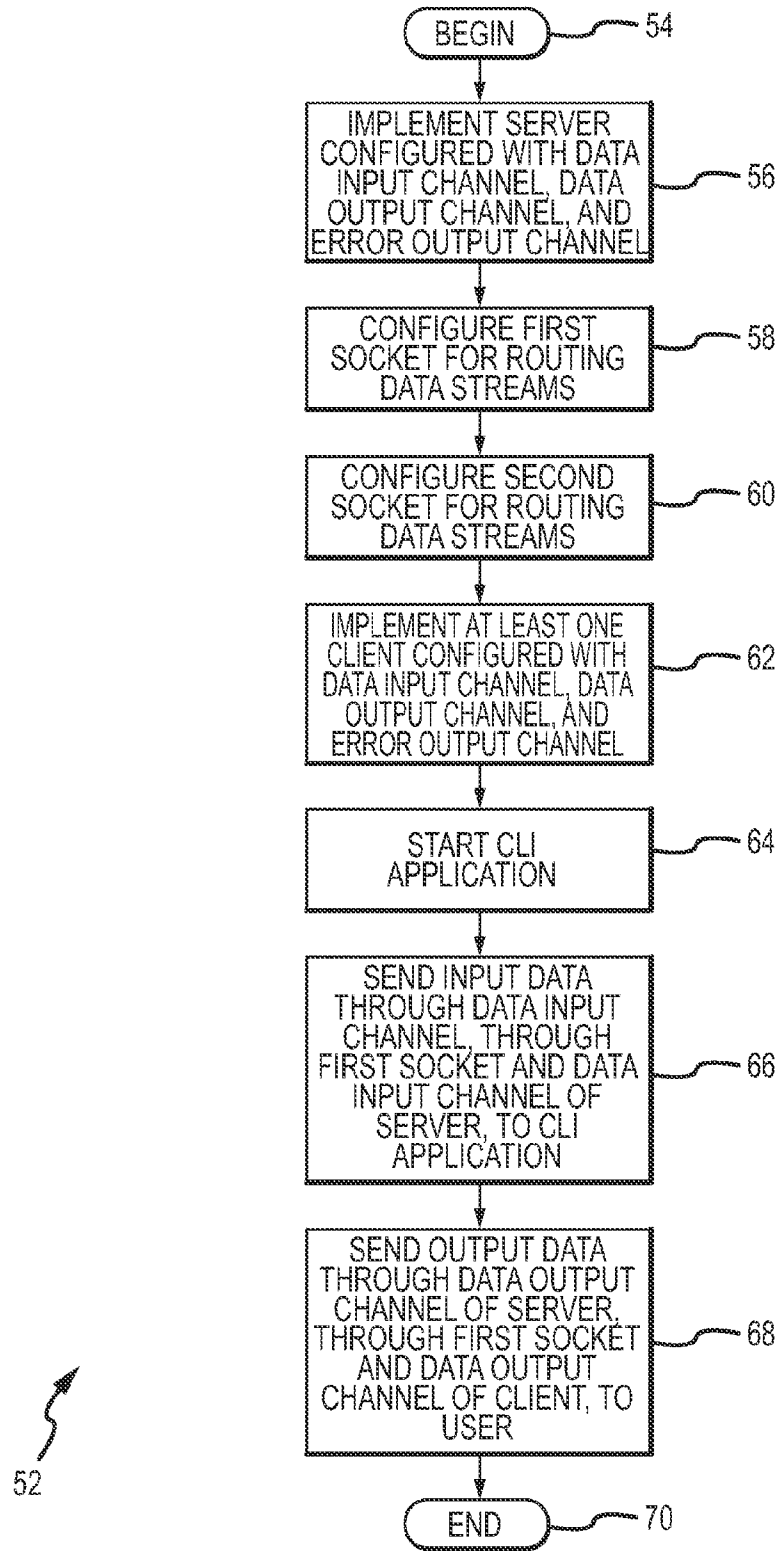 BEGIN
54
IMPLEMENT SERVER
CONFIGURED WITH DATA
INPUT CHANNEL, DATA
OUTPUT CHANNEL, AND
ERROR OUTPUT CHANNEL
56
CONFIGURE FIRST
SOCKET FOR ROUTING
DATA STREAMS
58
CONFIGURE SECOND
SOCKET FOR ROUTING
DATA STREAMS
60
IMPLEMENT AT LEAST ONE
CLIENT CONFIGURED WITH
DATA INPUT CHANNEL, DATA
OUTPUT CHANNEL, AND
ERROR OUTPUT CHANNEL
62
START CLI
APPLICATION
64
SEND INPUT DATA
THROUGH DATA INPUT
CHANNEL, THROUGH
FIRST SOCKET AND DATA
INPUT CHANNEL OF
SERVER, TO CLI
APPLICATION
66
SEND OUTPUT DATA
THROUGH DATA OUTPUT
CHANNEL OF SERVER,
THROUGH FIRST SOCKET
AND DATA OUTPUT
CHANNEL OF CLIENT, TO
USER
68
52
END
70